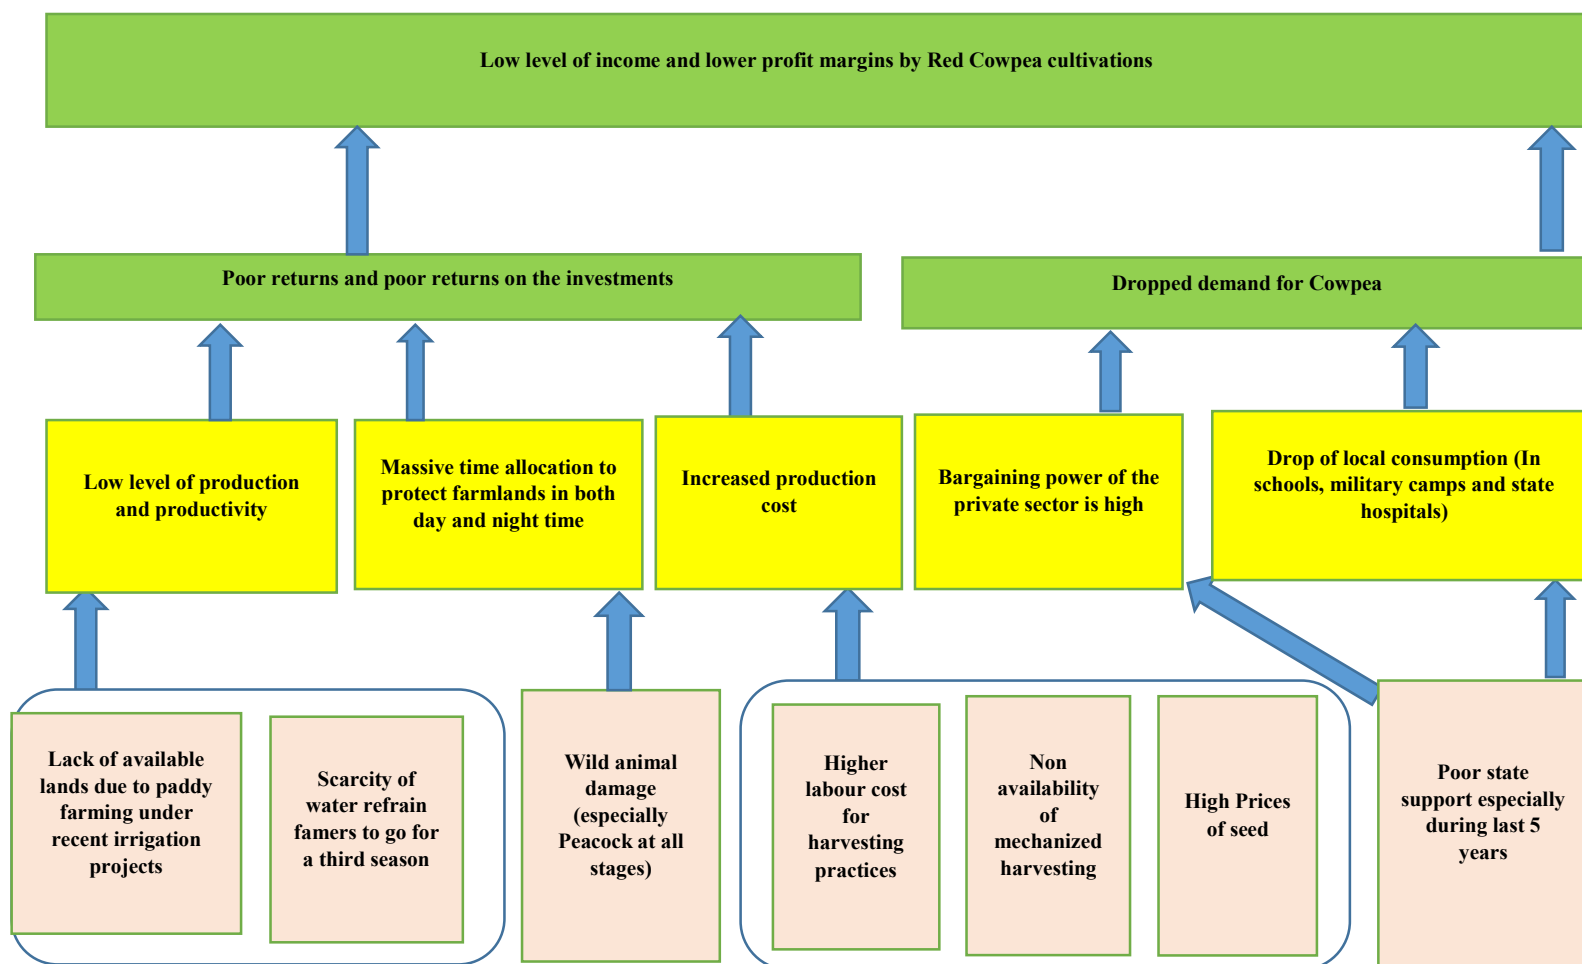 Low level of income and lower profit margins by Red Cowpea cultivations
Poor returns and poor returns on the investments
Dropped demand for Cowpea
Low level of production
and productivity
Massive time allocation to
protect farmlands in both
day and night time
Increased production
cost
Bargaining power of the
private sector is high
Drop of local consumption (In
schools, military camps and state
hospitals)
Lack of available
lands due to paddy
farming under
recent irrigation
projects
Scarcity of
water refrain
famers to go for
a third season
Wild animal
damage
(especially
Peacock at all
stages)
Higher
labour cost
for
harvesting
practices
Non
availability
of
mechanized
harvesting
High Prices
of seed
Poor state
support especially
during last 5
years